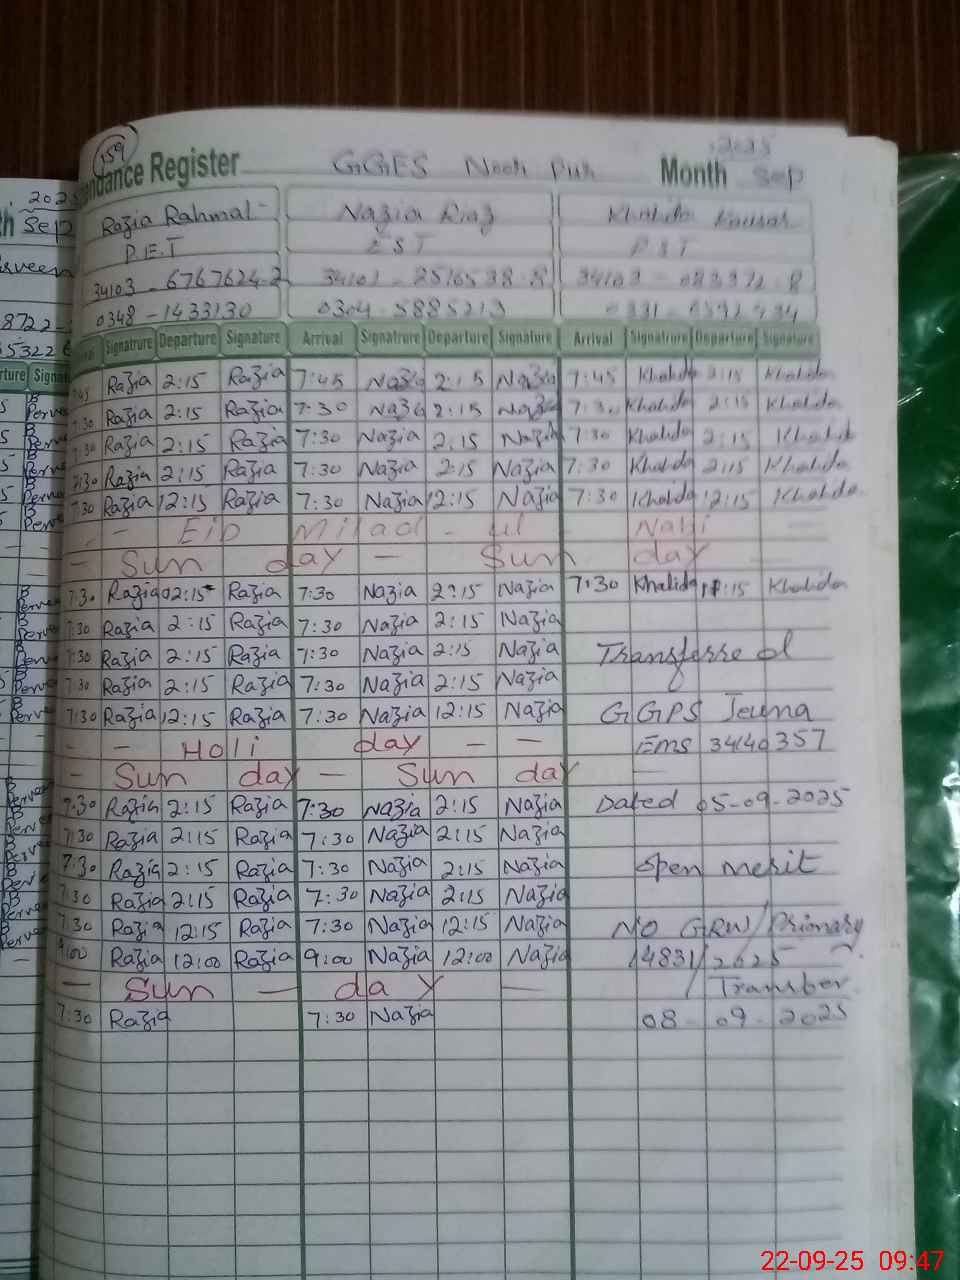 159
Attendance Register GGES Month Sep 2025
Razia Rahmat Nazia Riaz Khalida Kousar
P.E.T EST P.S.T
34103 - 6767624-2 34101 - 2516538-8 34103
0348 - 1433130 0304-5885213
Signature Departure Signature Arrival Signature Departure Signature Arrival Signature Departure Signature
7:45 Razia 2:15 Razia 7:45 Nazia 2:15 Nazia 7:45 Khalida 2:15 Khalida
7:30 Razia 2:15 Razia 7:30 Nazia 2:15 Nazia 7:30 Khalida 2:15 Khalida
7:30 Razia 2:15 Razia 7:30 Nazia 2:15 Nazia 7:30 Khalida 2:15 Khalida
7:30 Razia 2:15 Razia 7:30 Nazia 2:15 Nazia 7:30 Khalida 2:15 Khalida
7:30 Razia 12:15 Razia 7:30 Nazia 12:15 Nazia 7:30 Khalida 12:15 Khalida
- - Eid Milad - ul Nabi
- Sun day - Sun day
7:30 Razia 02:15 Razia 7:30 Nazia 2:15 Nazia 7:30 Khalida :15 Khalida
7:30 Razia 2:15 Razia 7:30 Nazia 2:15 Nazia
7:30 Razia 2:15 Razia 7:30 Nazia 2:15 Nazia Transferred
7:30 Razia 2:15 Razia 7:30 Nazia 2:15 Nazia
7:30 Razia 12:15 Razia 7:30 Nazia 12:15 Nazia GGPS Jeuna
- - Holi day - - Ems 34140357
- Sun day - Sun day -
7:30 Razia 2:15 Razia 7:30 Nazia 2:15 Nazia Dated 05-09-2025
7:30 Razia 2:15 Razia 7:30 Nazia 2:15 Nazia
7:30 Razia 2:15 Razia 7:30 Nazia 2:15 Nazia open merit
7:30 Razia 2:15 Razia 7:30 Nazia 2:15 Nazia
7:30 Razia 12:15 Razia 7:30 Nazia 12:15 Nazia NO GRW/Primary
9:00 Razia 12:00 Razia 9:00 Nazia 12:00 Nazia 14831/2025
- Sun - day - Transber
7:30 Razia 7:30 Nazia 08-09-2025
22-09-25 09:47